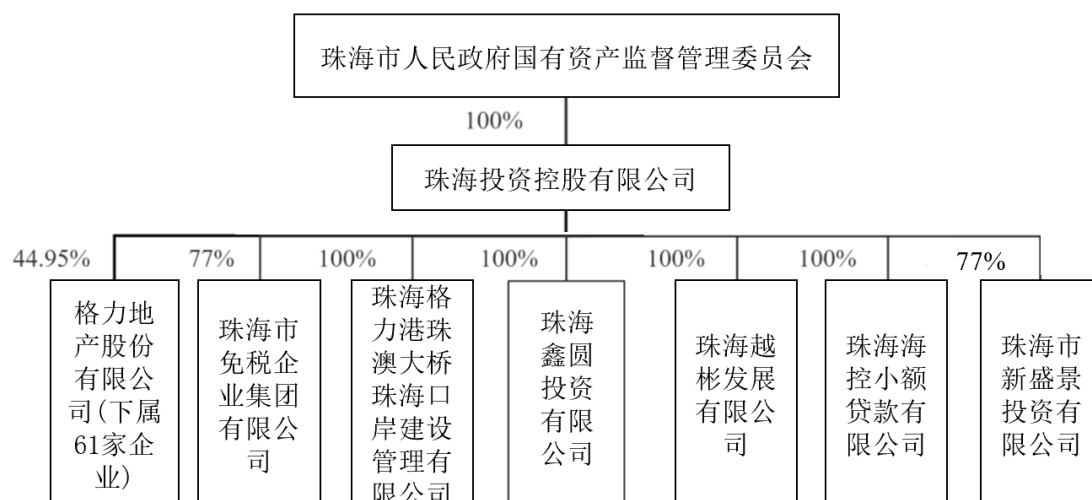 珠海市人民政府国有资产监督管理委员会
100%
珠海投资控股有限公司
44.95%
77%
100%
100%
100%
100%
77%
格力地
产股份
有限公
司(下属
61家企
业)
珠海市
免税企
业集团
有限公
司
珠海格
力港珠
澳大桥
珠海口
岸建设
管理有
限公司
珠海
鑫圆
投资
有限
公司
珠海越
彬发展
有限公
司
珠海海
控小额
贷款有
限公司
珠海市
新盛景
投资有
限公司